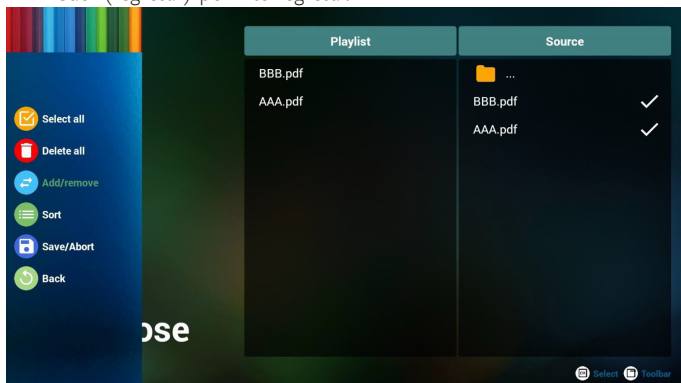 Playlist
Source
BBB.pdf
AAA.pdf
...
BBB.pdf
AAA.pdf
Select all
Delete all
Add/remove
Sort
Save/Abort
Back
ose
Select
Toolbar